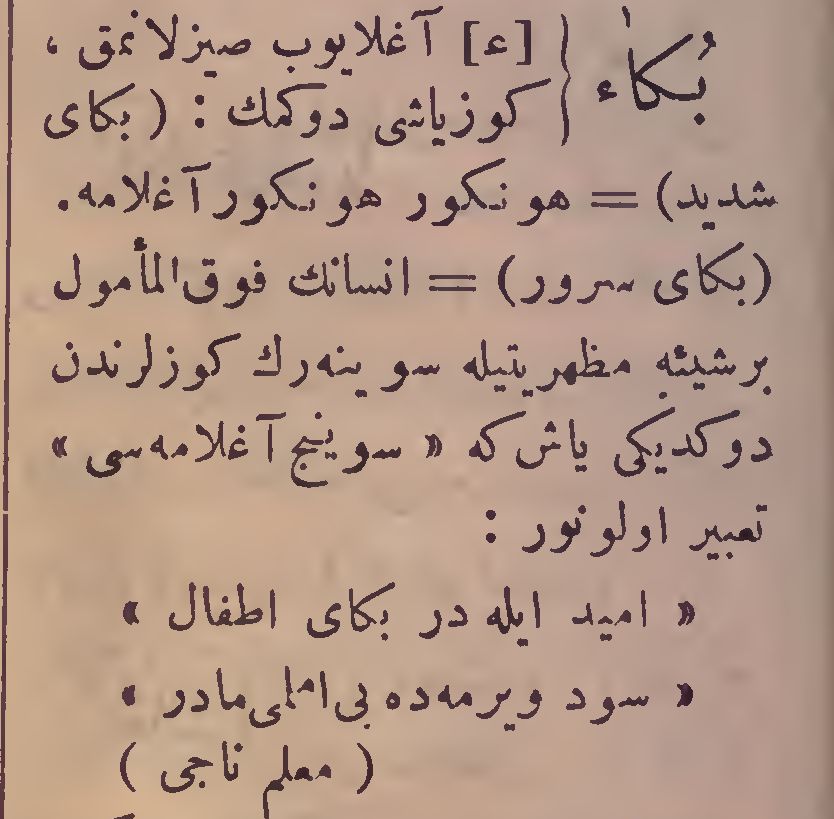 بُكاء { [ء] آغلايوب صيزلانمق ،
كوزياشى دوكمك : ( بكاى
شديد) = هونكور هونكور آغلامه.
(بكاى سرور) = انسانك فوق المأمول
برشيئه مظهريتيله سوينه رك كوزلرندن
دوكديكى ياش كه « سوينج آغلامه سى »
تعبير اولونور :
« اميد ايله در بكاى اطفال »
« سود ويرمه ده بى املى مادر »
( معلم ناجى )